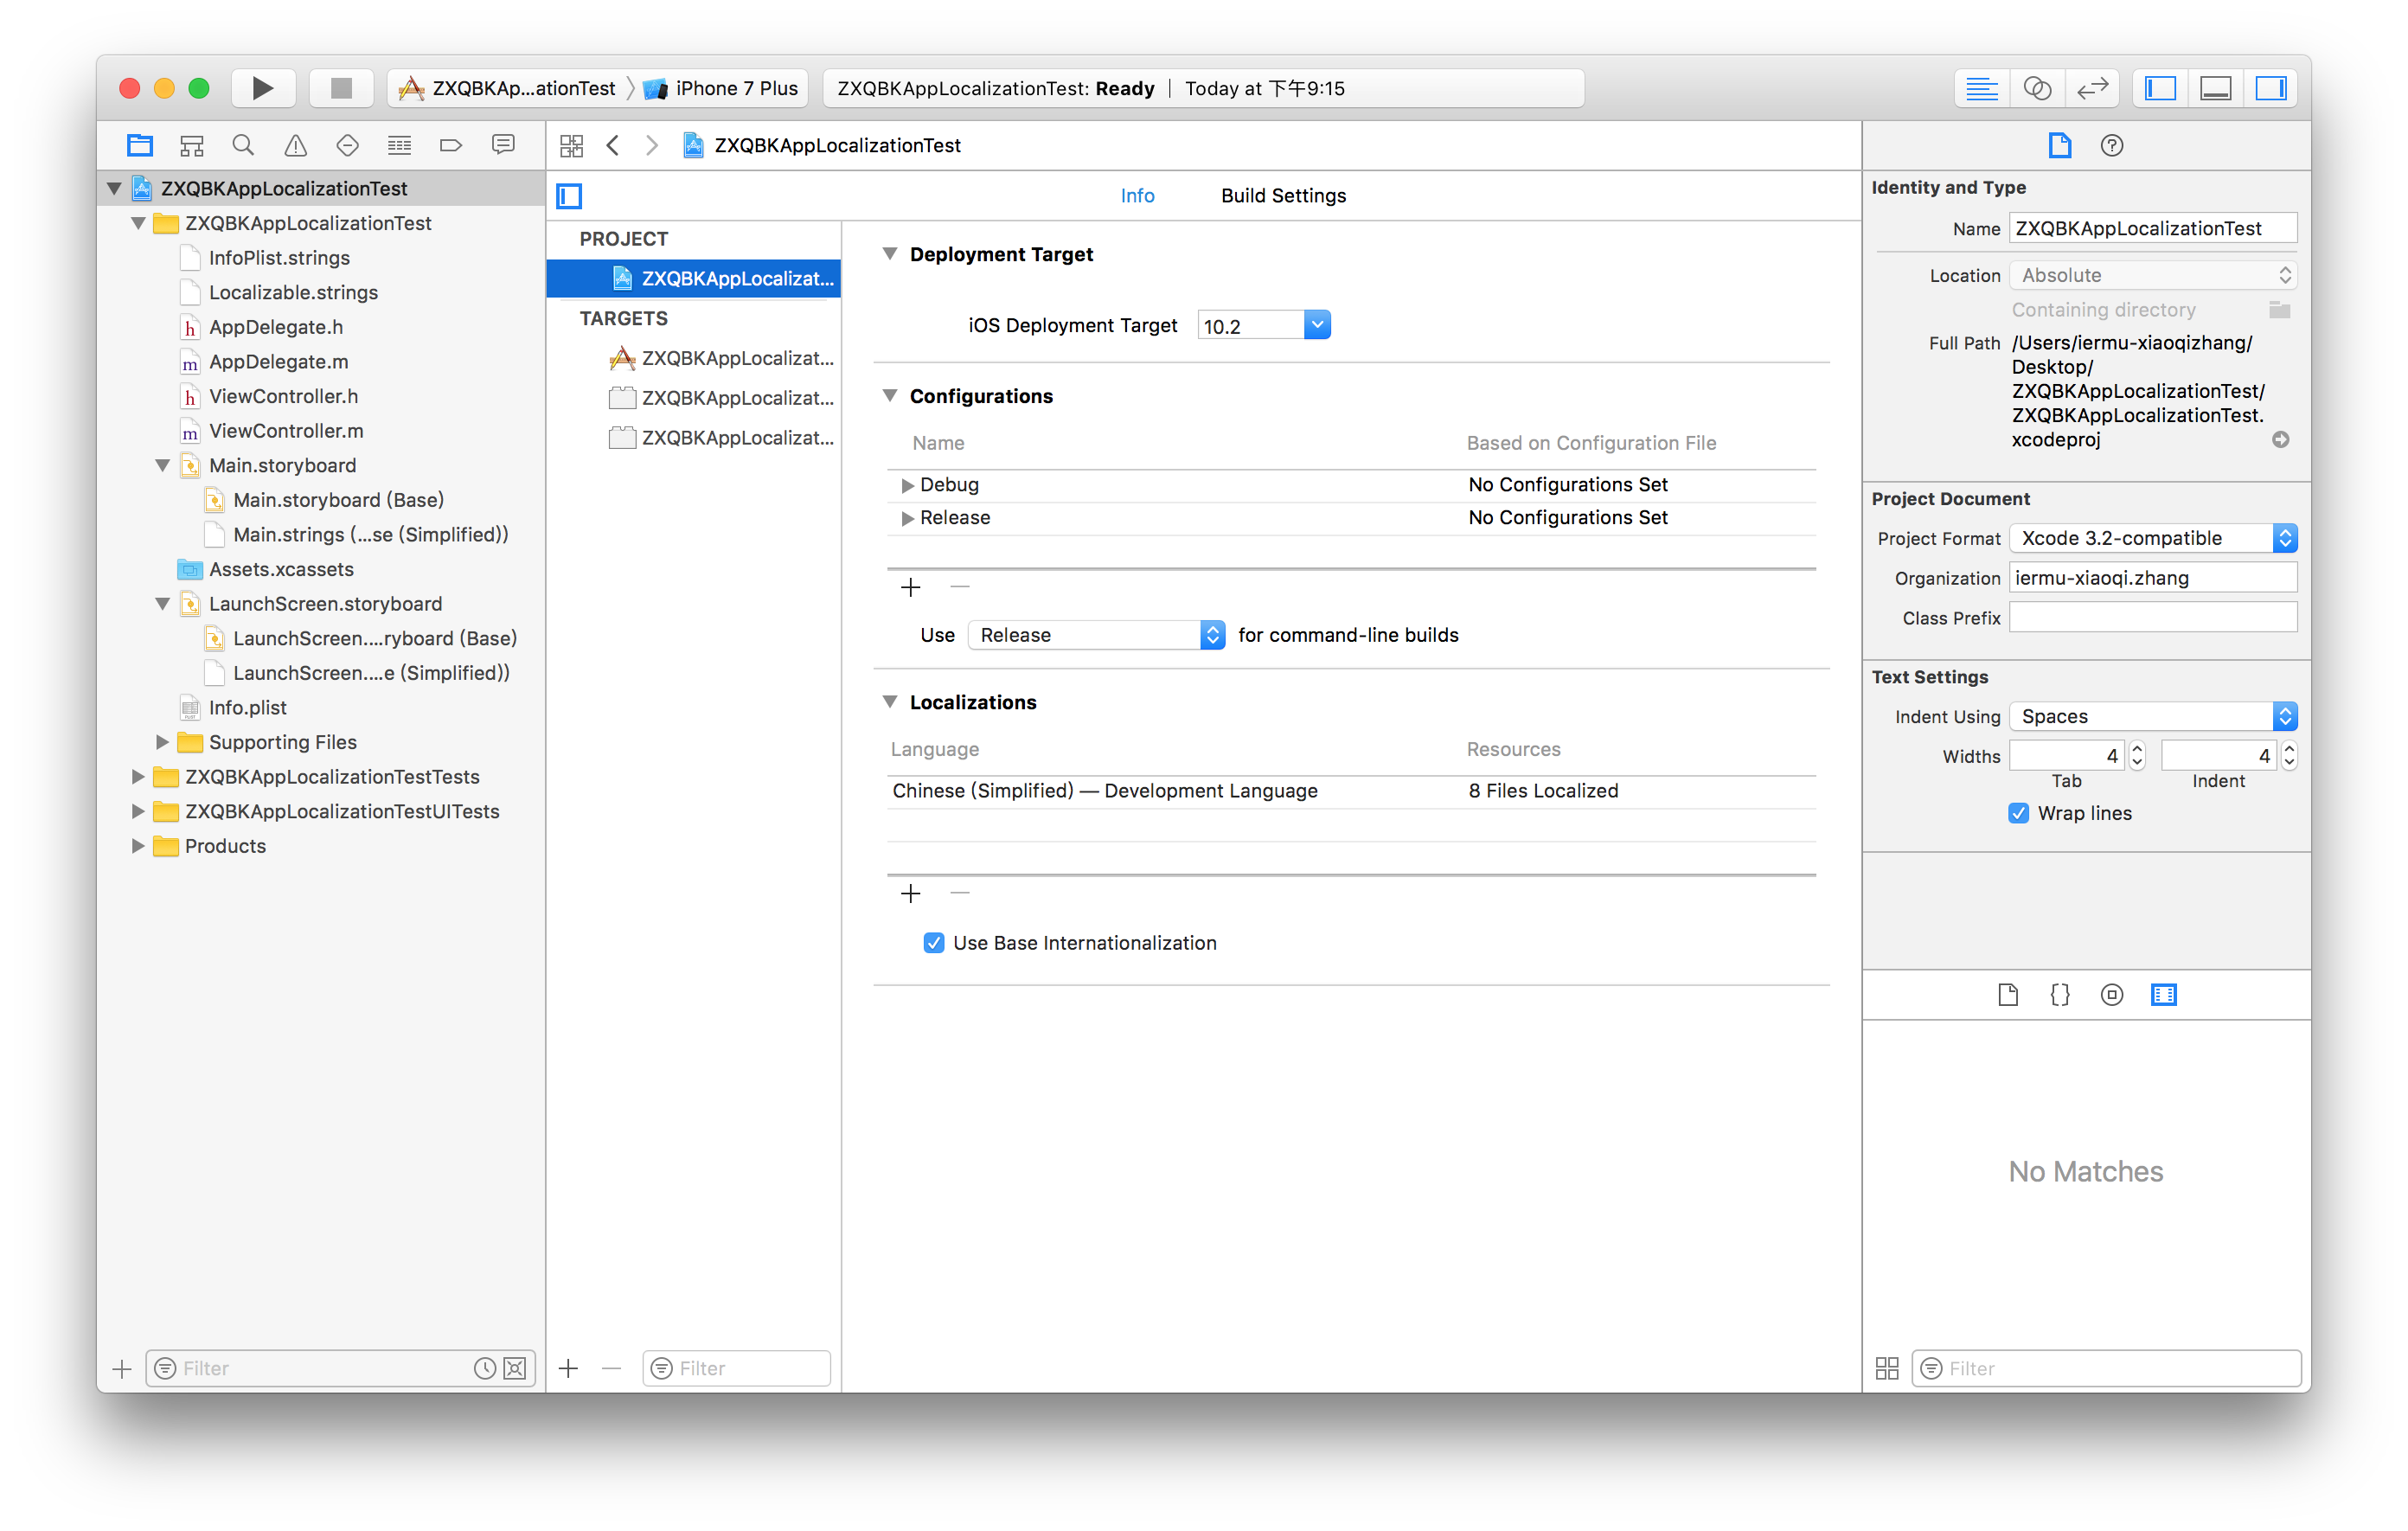 ZXQBKAp...ationTest
iPhone 7 Plus
ZXQBKAppLocalizationTest: Ready | Today at 下午9:15
ZXQBKAppLocalizationTest
ZXQBKAppLocalizationTest
InfoPlist.strings
Localizable.strings
AppDelegate.h
AppDelegate.m
ViewController.h
ViewController.m
Main.storyboard
Main.storyboard (Base)
Main.strings (...se (Simplified))
Assets.xcassets
LaunchScreen.storyboard
LaunchScreen....ryboard (Base)
LaunchScreen....e (Simplified))
Info.plist
Supporting Files
ZXQBKAppLocalizationTestTests
ZXQBKAppLocalizationTestUITests
Products
Filter
ZXQBKAppLocalizationTest
Info
Build Settings
PROJECT
ZXQBKAppLocalizat...
TARGETS
ZXQBKAppLocalizat...
ZXQBKAppLocalizat...
ZXQBKAppLocalizat...
Filter
Deployment Target
iOS Deployment Target 10.2
Configurations
Name Based on Configuration File
Debug No Configurations Set
Release No Configurations Set
Use Release for command-line builds
Localizations
Language Resources
Chinese (Simplified) — Development Language 8 Files Localized
Use Base Internationalization
Identity and Type
Name ZXQBKAppLocalizationTest
Location Absolute
Containing directory
Full Path /Users/iermu-xiaoqizhang/
Desktop/
ZXQBKAppLocalizationTest/
ZXQBKAppLocalizationTest.
xcodeproj
Project Document
Project Format Xcode 3.2-compatible
Organization iermu-xiaoqi.zhang
Class Prefix
Text Settings
Indent Using Spaces
Widths 4 4
Tab Indent
Wrap lines
No Matches
Filter